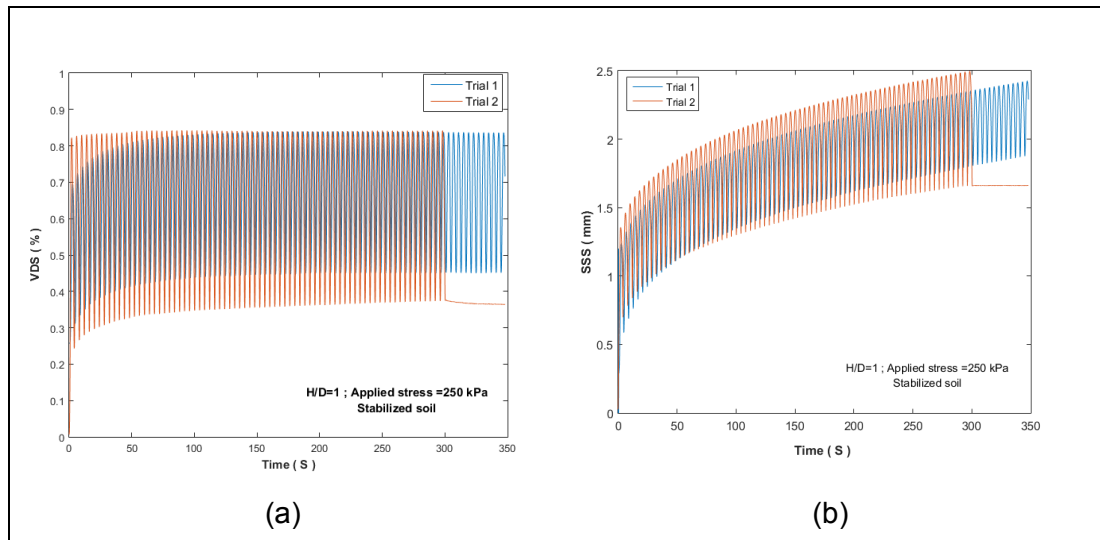 1
0.9
0.8
0.7
0.6
0.5
0.4
0.3
0.2
0.1
0
VDS ( % )
Trial 1
Trial 2
H/D=1 ; Applied stress =250 kPa
Stabilized soil
0 50 100 150 200 250 300 350
Time ( S )
(a)
2.5
2
1.5
1
0.5
0
SSS ( mm)
Trial 1
Trial 2
H/D=1 ; Applied stress =250 kPa
Stabilized soil
0 50 100 150 200 250 300 350
Time ( S )
(b)